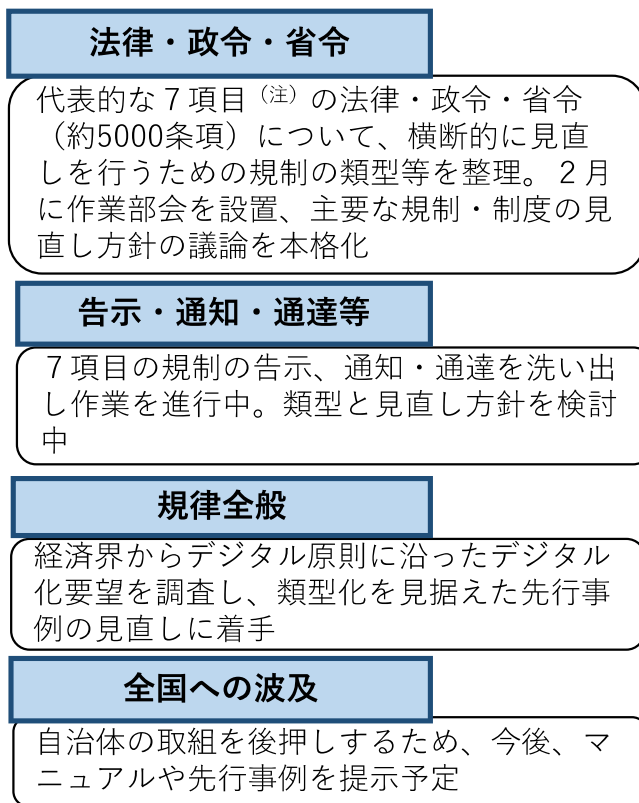 法律・政令・省令
代表的な７項目（注）の法律・政令・省令
（約5000条項）について、横断的に見直
しを行うための規制の類型等を整理。２月
に作業部会を設置、主要な規制・制度の見
直し方針の議論を本格化
告示・通知・通達等
７項目の規制の告示、通知・通達を洗い出
し作業を進行中。類型と見直し方針を検討
中
規律全般
経済界からデジタル原則に沿ったデジタル
化要望を調査し、類型化を見据えた先行事
例の見直しに着手
全国への波及
自治体の取組を後押しするため、今後、マ
ニュアルや先行事例を提示予定